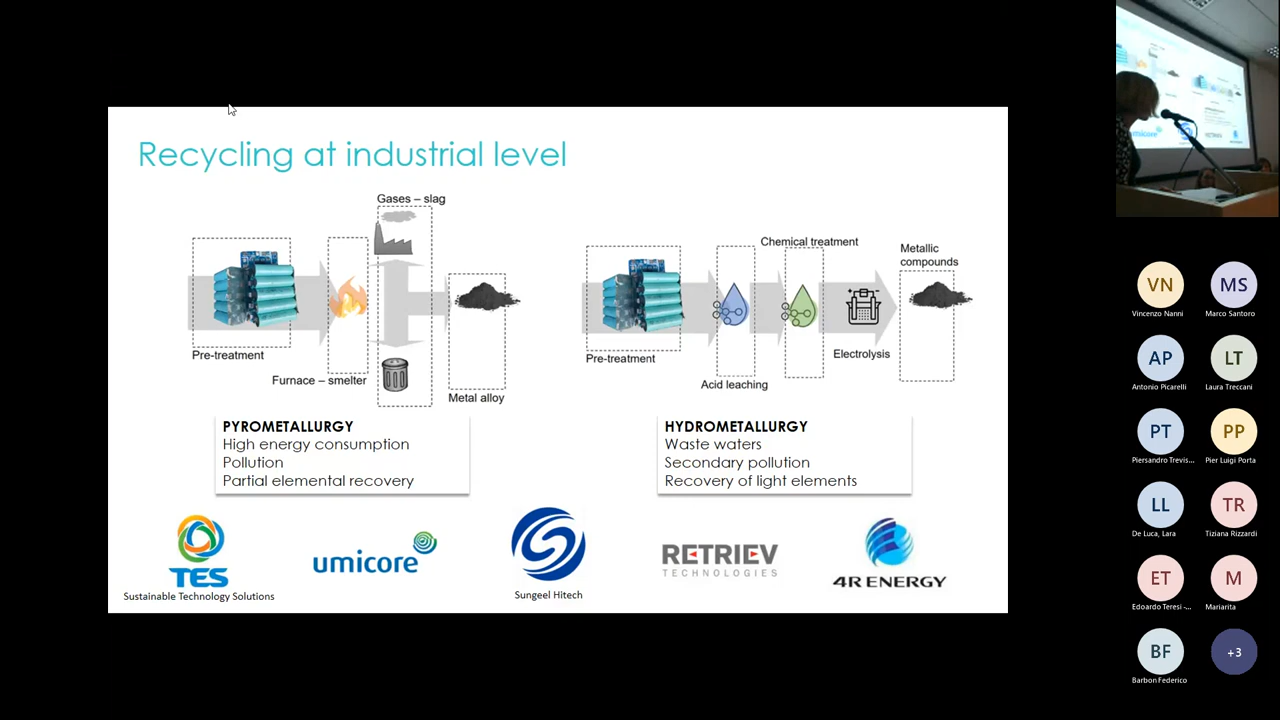 Recycling at industrial level
Gases – slag
Pre-treatment
Furnace – smelter
Metal alloy
Chemical treatment
Metallic
compounds
Pre-treatment
Acid leaching
Electrolysis
PYROMETALLURGY
High energy consumption
Pollution
Partial elemental recovery
HYDROMETALLURGY
Waste waters
Secondary pollution
Recovery of light elements
TES
Sustainable Technology Solutions
umicore
Sungeel Hitech
RETRIEV
TECHNOLOGIES
4R ENERGY
umicore
RETRIEV
VN
Vincenzo Nanni
MS
Marco Santoro
AP
Antonio Picarelli
LT
Laura Treccani
PT
Piersandro Trevis...
PP
Pier Luigi Porta
LL
De Luca, Lara
TR
Tiziana Rizzardi
ET
Edoardo Teresi -...
M
Mariarita
BF
Barbon Federico
+3